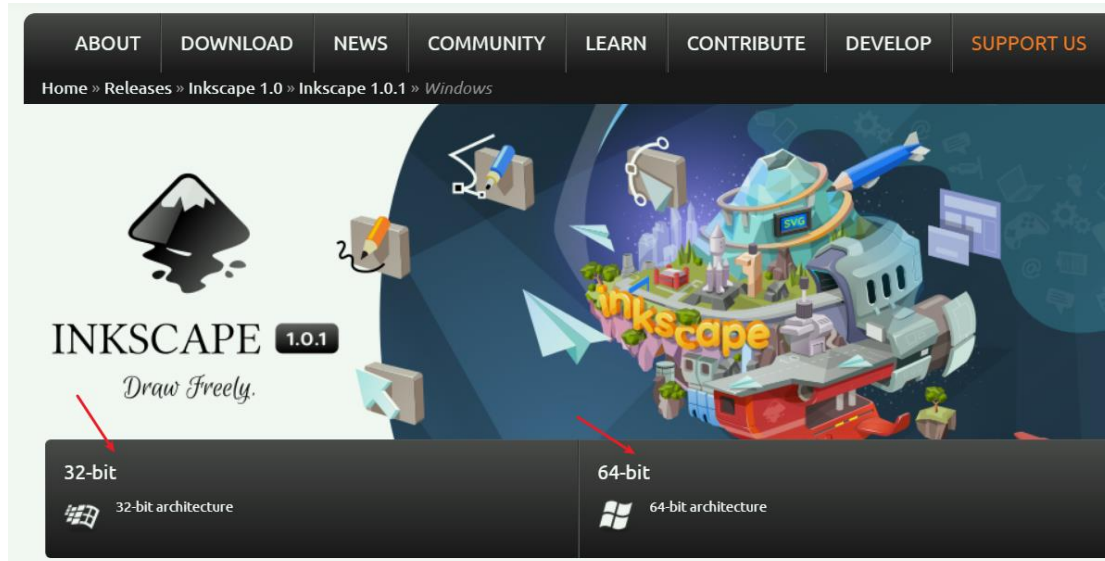 ABOUT DOWNLOAD NEWS COMMUNITY LEARN CONTRIBUTE DEVELOP SUPPORT US
Home » Releases » Inkscape 1.0 » Inkscape 1.0.1 » Windows
SVG
inkscape
INKSCAPE 1.0.1
Draw Freely.
32-bit
32-bit architecture
64-bit
64-bit architecture